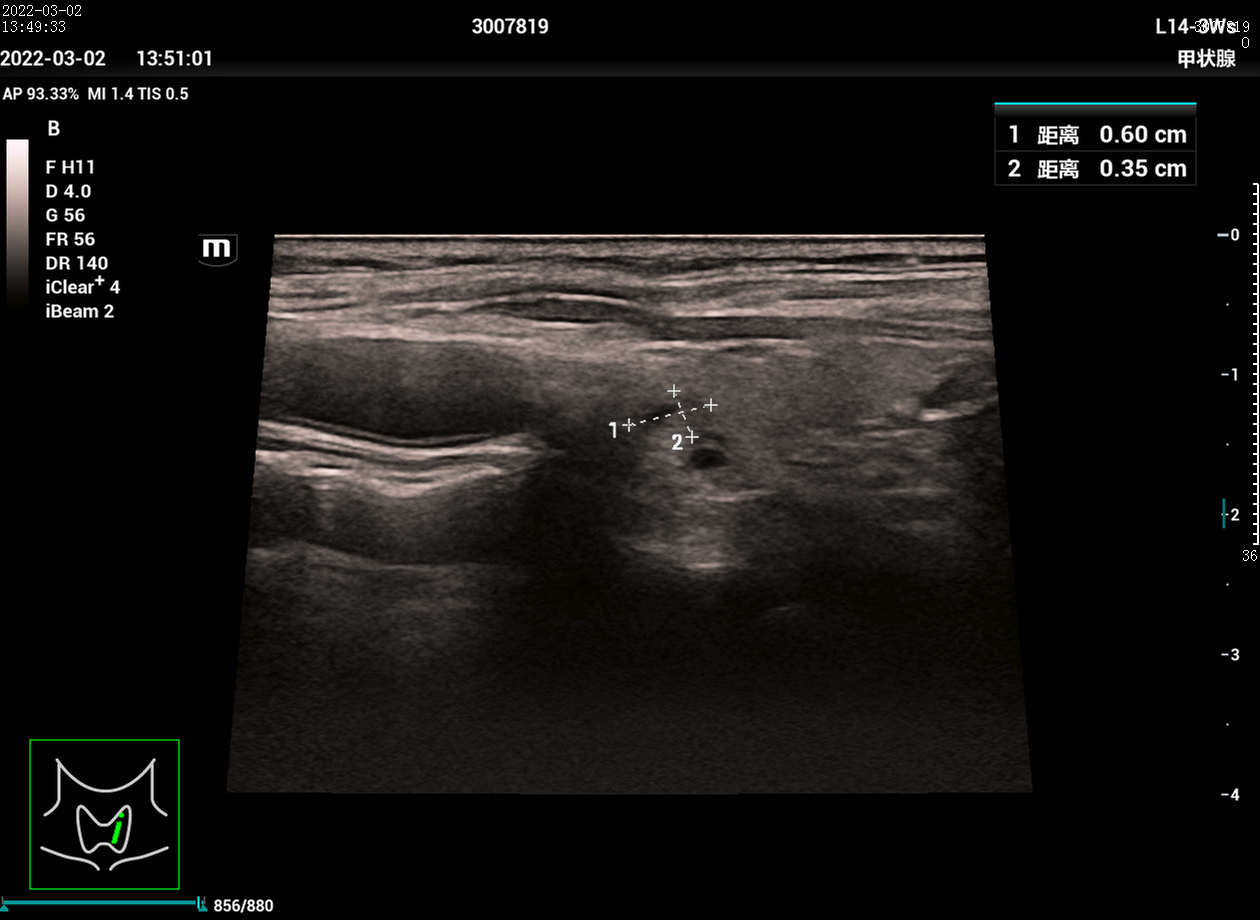 2022-03-02
13:49:33
3007819
L14-3Ws
0
2022-03-02 13:51:01
甲状腺
AP 93.33% MI 1.4 TIS 0.5
B
F H11
D 4.0
G 56
FR 56
DR 140
iClear+ 4
iBeam 2
m
1 距离 0.60 cm
2 距离 0.35 cm
0
1
1
2
2
36
3
4
856/880